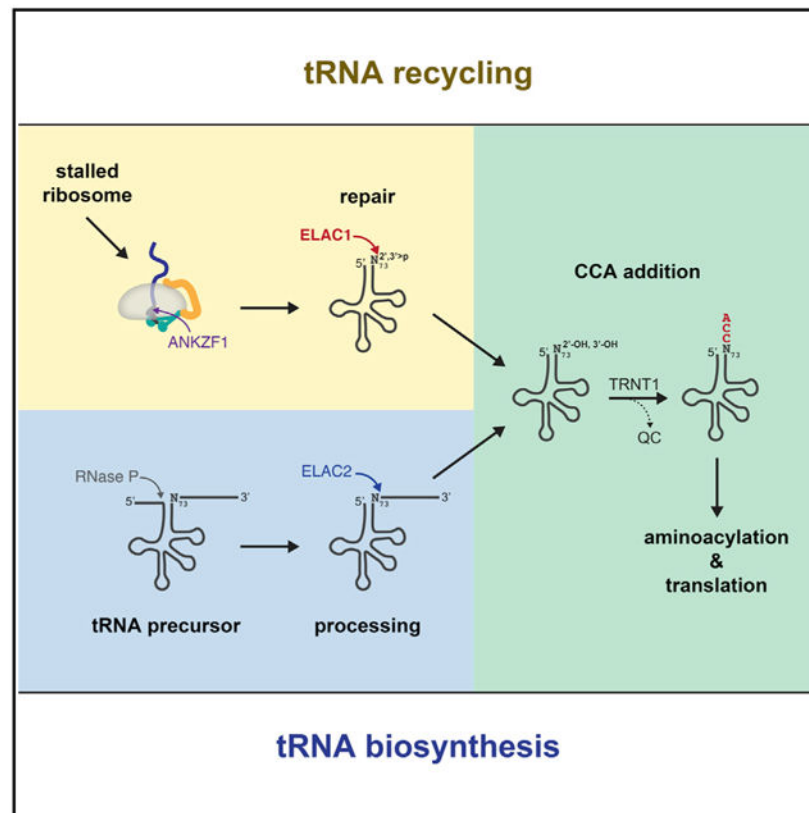 tRNA recycling
stalled
ribosome
ANKZF1
repair
ELAC1
5' N 2',3'>p
73
RNase P
5' N 3'
73
tRNA precursor
ELAC2
5' N 3'
73
processing
CCA addition
5' N 2'-OH, 3'-OH
73
TRNT1
QC
A
C
C
5' N
73
aminoacylation
&
translation
tRNA biosynthesis